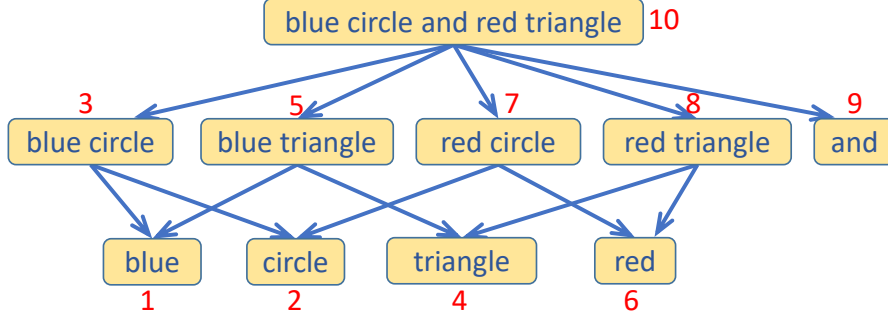 blue circle and red triangle 10
3 5 7 8 9
blue circle blue triangle red circle red triangle and
blue circle triangle red
1 2 4 6